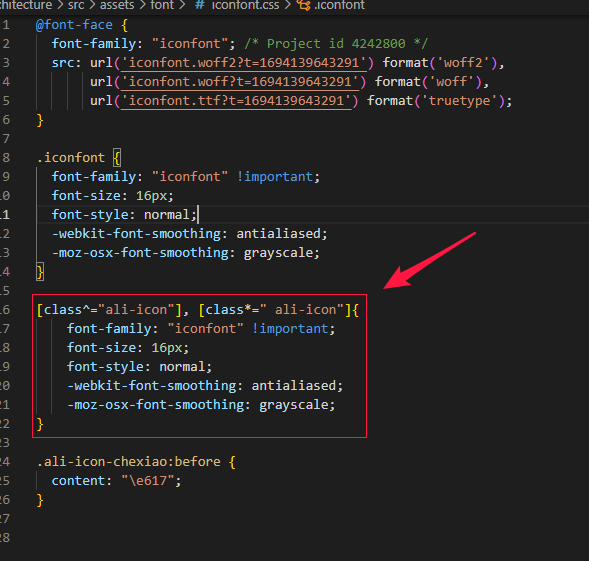 chitecture > src > assets > font > # iconfont.css > .iconfont
1 @font-face {
2 font-family: "iconfont"; /* Project id 4242800 */
3 src: url('iconfont.woff2?t=1694139643291') format('woff2'),
4 url('iconfont.woff?t=1694139643291') format('woff'),
5 url('iconfont.ttf?t=1694139643291') format('truetype');
6 }
7
8 .iconfont {
9 font-family: "iconfont" !important;
10 font-size: 16px;
11 font-style: normal;
12 -webkit-font-smoothing: antialiased;
13 -moz-osx-font-smoothing: grayscale;
14 }
15
16 [class^="ali-icon"], [class*=" ali-icon"]{
17 font-family: "iconfont" !important;
18 font-size: 16px;
19 font-style: normal;
20 -webkit-font-smoothing: antialiased;
21 -moz-osx-font-smoothing: grayscale;
22 }
23
24 .ali-icon-chexiao:before {
25 content: "\e617";
26 }
27
28